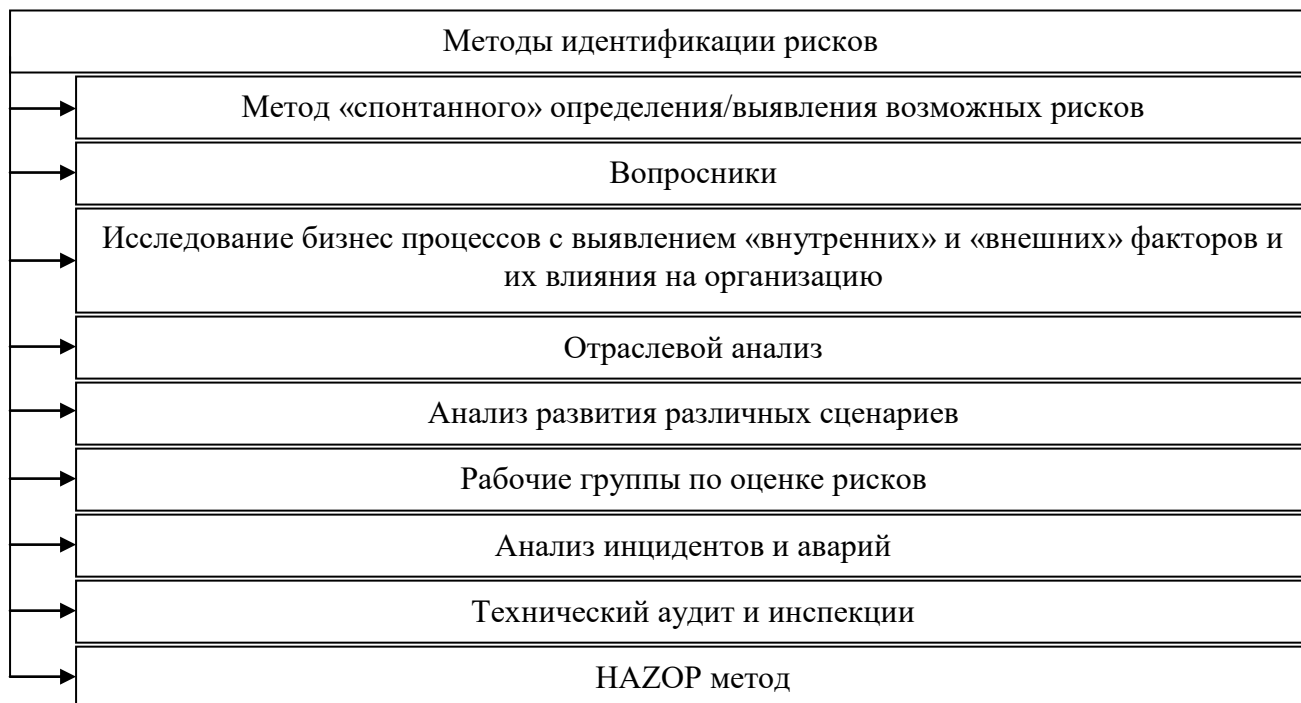 Методы идентификации рисков
Метод «спонтанного» определения/выявления возможных рисков
Вопросники
Исследование бизнес процессов с выявлением «внутренних» и «внешних» факторов и
их влияния на организацию
Отраслевой анализ
Анализ развития различных сценариев
Рабочие группы по оценке рисков
Анализ инцидентов и аварий
Технический аудит и инспекции
HAZOP метод